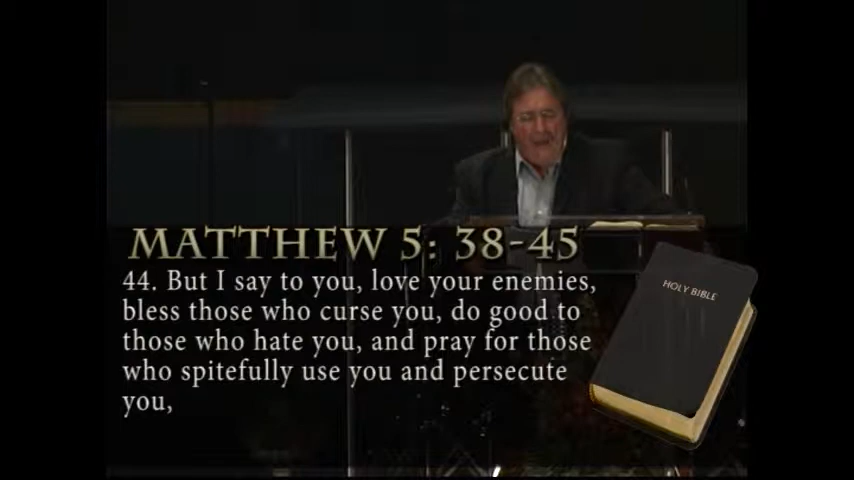 MATTHEW 5: 38-45
44. But I say to you, love your enemies,
bless those who curse you, do good to
those who hate you, and pray for those
who spitefully use you and persecute
you,
HOLY BIBLE